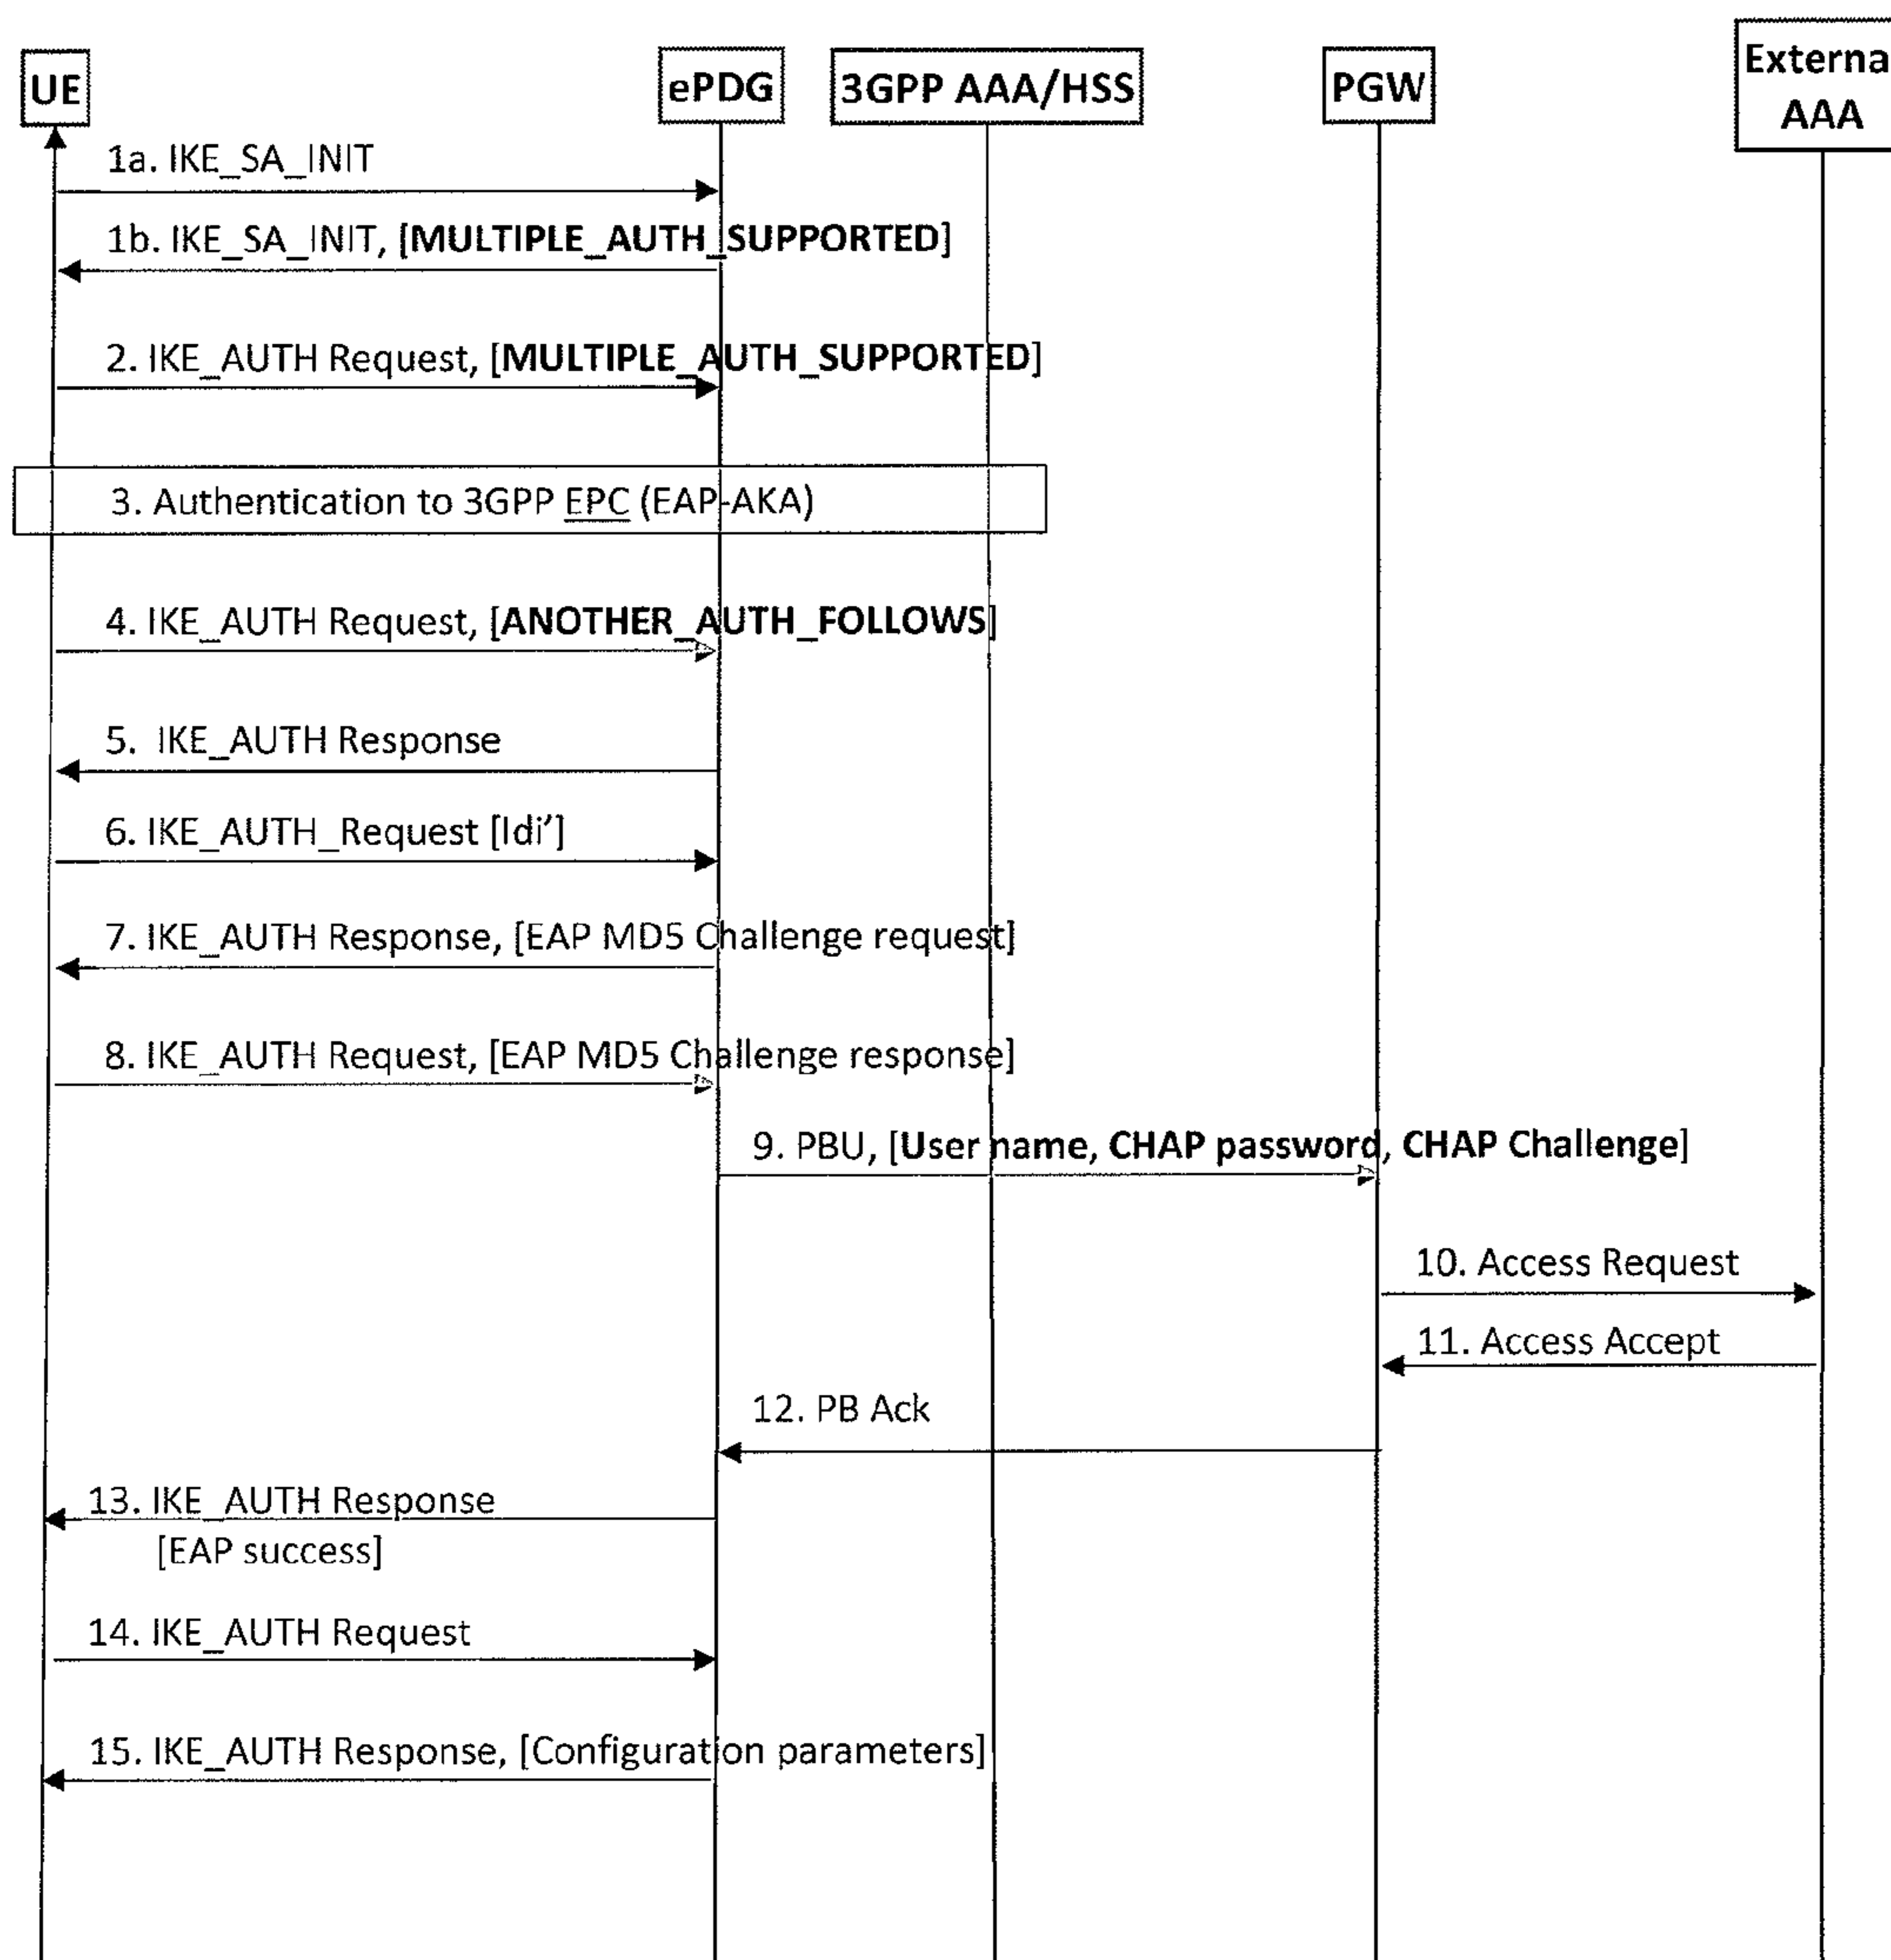 UE
ePDG
3GPP AAA/HSS
PGW
Externa
AAA
1a. IKE_SA_INIT
1b. IKE_SA_INIT, [MULTIPLE_AUTH_SUPPORTED]
2. IKE_AUTH Request, [MULTIPLE_AUTH_SUPPORTED]
3. Authentication to 3GPP EPC (EAP-AKA)
4. IKE_AUTH Request, [ANOTHER_AUTH_FOLLOWS]
5. IKE_AUTH Response
6. IKE_AUTH_Request [Idi']
7. IKE_AUTH Response, [EAP MD5 Challenge request]
8. IKE_AUTH Request, [EAP MD5 Challenge response]
9. PBU, [User name, CHAP password, CHAP Challenge]
10. Access Request
11. Access Accept
12. PB Ack
13. IKE_AUTH Response
[EAP success]
14. IKE_AUTH Request
15. IKE_AUTH Response, [Configuration parameters]